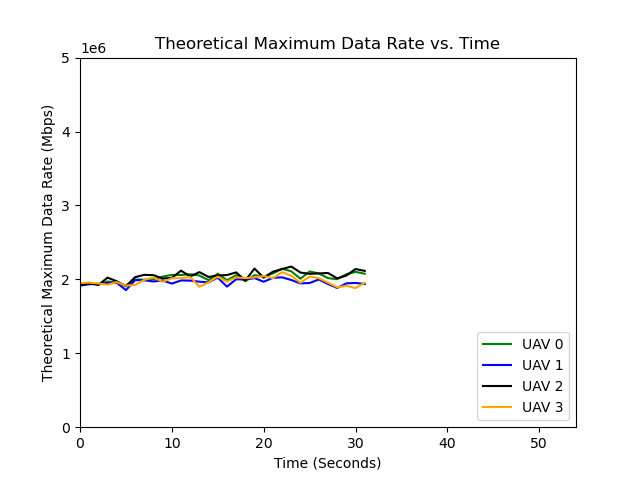 Theoretical Maximum Data Rate vs. Time
1e6
5
4
3
2
1
0
Theoretical Maximum Data Rate (Mbps)
0 10 20 30 40 50
Time (Seconds)
UAV 0
UAV 1
UAV 2
UAV 3